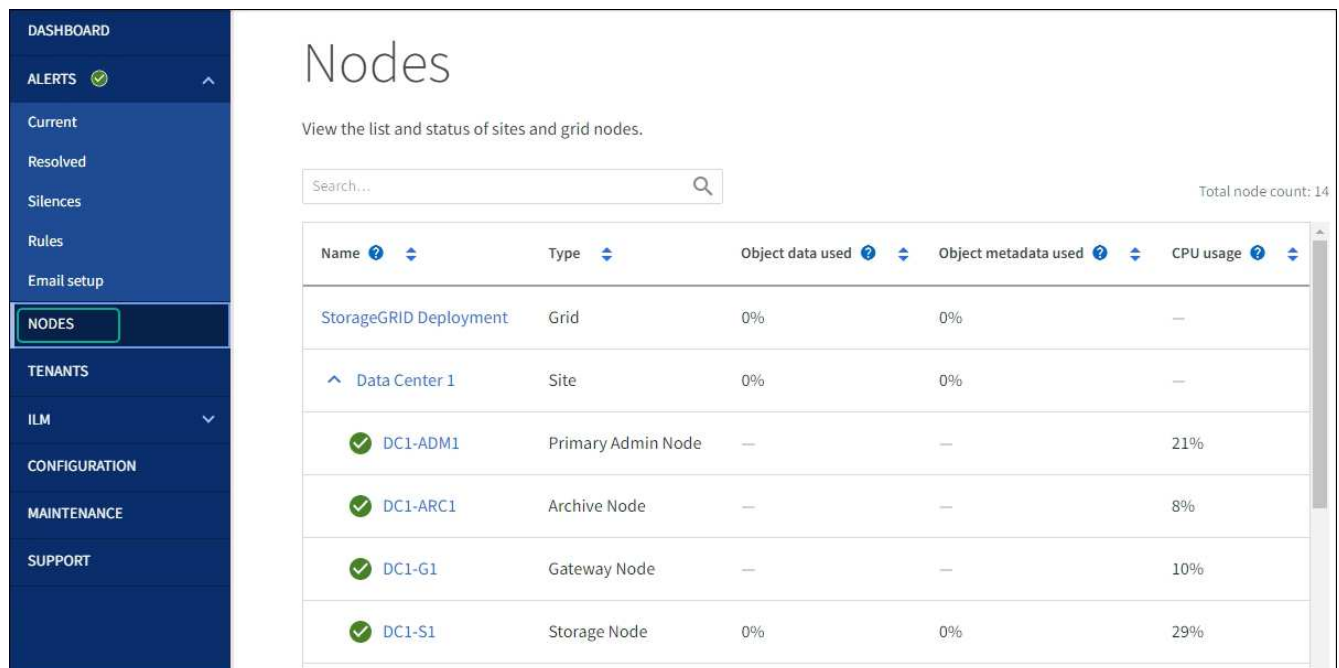 DASHBOARD
ALERTS
Current
Resolved
Silences
Rules
Email setup
NODES
TENANTS
ILM
CONFIGURATION
MAINTENANCE
SUPPORT
Nodes
View the list and status of sites and grid nodes.
Search...
Total node count: 14
Name ? Type Object data used ? Object metadata used ? CPU usage ?
StorageGRID Deployment Grid 0% 0% —
Data Center 1 Site 0% 0% —
DC1-ADM1 Primary Admin Node — — 21%
DC1-ARC1 Archive Node — — 8%
DC1-G1 Gateway Node — — 10%
DC1-S1 Storage Node 0% 0% 29%